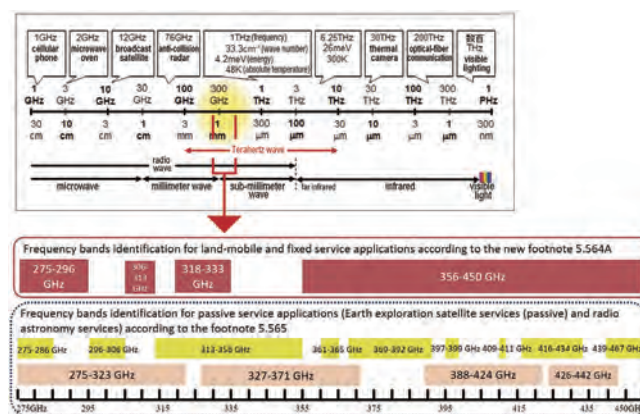 1GHz cellular phone
2GHz microwave oven
12GHz broadcast satellite
76GHz anti-collision radar
1THz(frequency)
33.3cm⁻¹(wave number)
4.2meV(energy)
48K(absolute temperature)
6.25THz 26meV 300K
30THz thermal camera
200THz optical-fiber communication
数百 THz visible lighting
1 GHz 3 GHz 10 GHz 30 GHz 100 GHz 300 GHz 1 THz 3 THz 10 THz 30 THz 100 THz 300 THz 1 PHz
30 cm 10 cm 3 cm 1 cm 3 mm 1 mm 300 μm 100 μm 30 μm 10 μm 3 μm 1 μm 300 nm
Terahertz wave
radio wave
microwave millimeter wave sub-millimeter wave far infrared infrared visible light
Frequency bands identification for land-mobile and fixed service applications according to the new footnote 5.564A
275-296 GHz
306-313 GHz
318-333 GHz
356-450 GHz
Frequency bands identification for passive service applications (Earth exploration satellite services (passive) and radio
astronomy services) according to the footnote 5.565
275-286 GHz 296-306 GHz 313-356 GHz 361-365 GHz 369-392 GHz 397-399 GHz 409-411 GHz 416-434 GHz 439-467 GHz
275-323 GHz 327-371 GHz 388-424 GHz 426-442 GHz
275GHz 295 315 335 355 375 395 415 435 450GHz